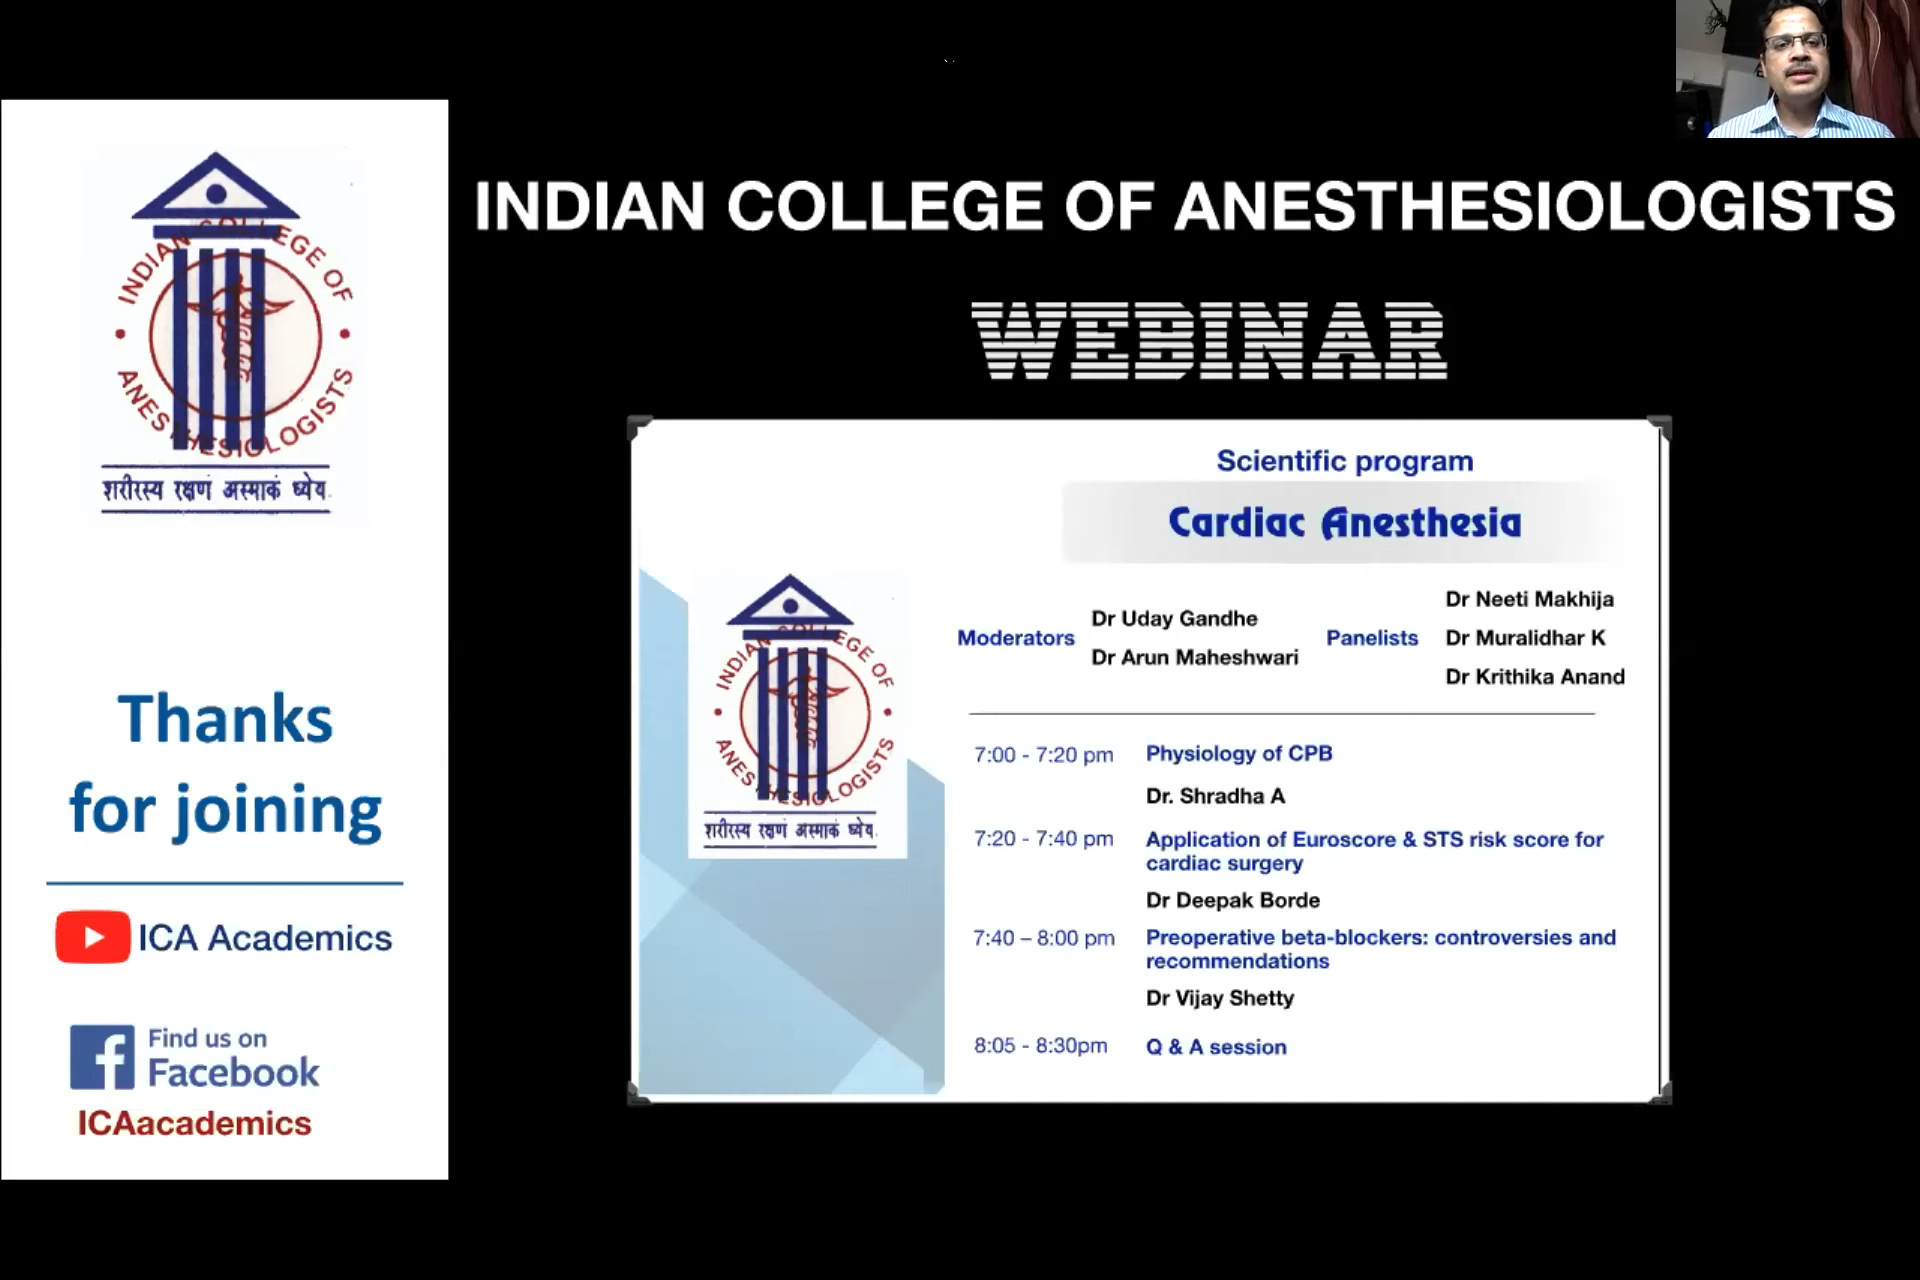 INDIAN COLLEGE OF ANESTHESIOLOGISTS
शरीरस्य रक्षणं अस्माकं ध्येय
Thanks
for joining
ICA Academics
Find us on
Facebook
ICAacademics
INDIAN COLLEGE OF ANESTHESIOLOGISTS
WEBINAR
Scientific program
Cardiac Anesthesia
INDIAN COLLEGE OF ANESTHESIOLOGISTS
शरीरस्य रक्षणं अस्माकं ध्येय
Moderators
Dr Uday Gandhe
Dr Arun Maheshwari
Panelists
Dr Neeti Makhija
Dr Muralidhar K
Dr Krithika Anand
7:00 - 7:20 pm Physiology of CPB
Dr. Shradha A
7:20 - 7:40 pm Application of Euroscore & STS risk score for
cardiac surgery
Dr Deepak Borde
7:40 – 8:00 pm Preoperative beta-blockers: controversies and
recommendations
Dr Vijay Shetty
8:05 - 8:30pm Q & A session